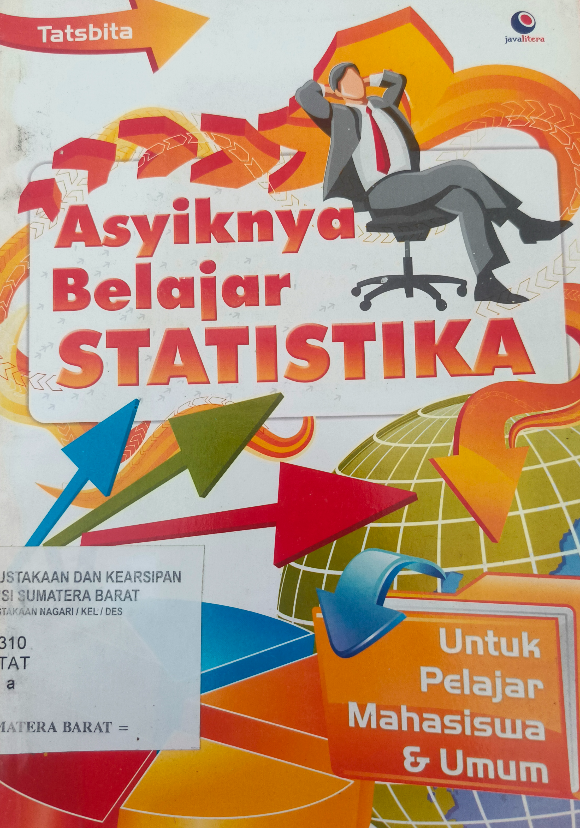 Tatsbita
javalitera
Asyiknya
Belajar
STATISTIKA
USTAKAAN DAN KEARSIPAN
SI SUMATERA BARAT
STAKAAN NAGARI / KEL / DES
310
TAT
a
MATERA BARAT =
Untuk
Pelajar
Mahasiswa
& Umum